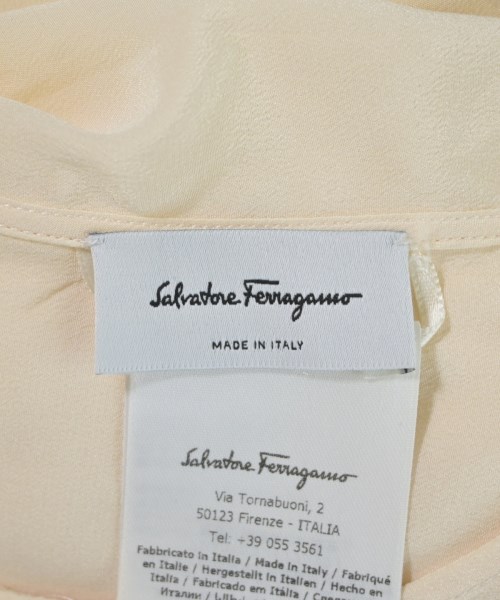 Salvatore Ferragamo
MADE IN ITALY
Salvatore Ferragamo
Via Tornabuoni, 2
50123 Firenze - ITALIA
Tel: +39 055 3561
Fabbricato in Italia / Made in Italy / Fabriqué
en Italie / Hergestellt in Italien / Hecho en
Italia / Fabricado em Itália /
Италии /